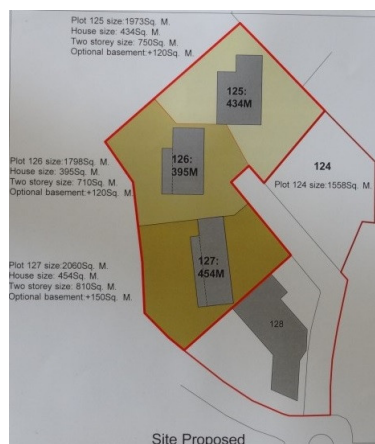 Plot 125 size:1973Sq. M.
House size: 434Sq. M.
Two storey size: 750Sq. M.
Optional basement:+120Sq. M.
125:
434M
Plot 126 size: 1798Sq. M.
House size: 395Sq. M.
Two storey size: 710Sq. M.
Optional basement:+120Sq. M.
126:
395M
124
Plot 124 size:1558Sq. M.
Plot 127 size:2060Sq. M.
House size: 454Sq. M.
Two storey size: 810Sq. M.
Optional basement:+150Sq. M.
127:
454M
128
Site Proposed